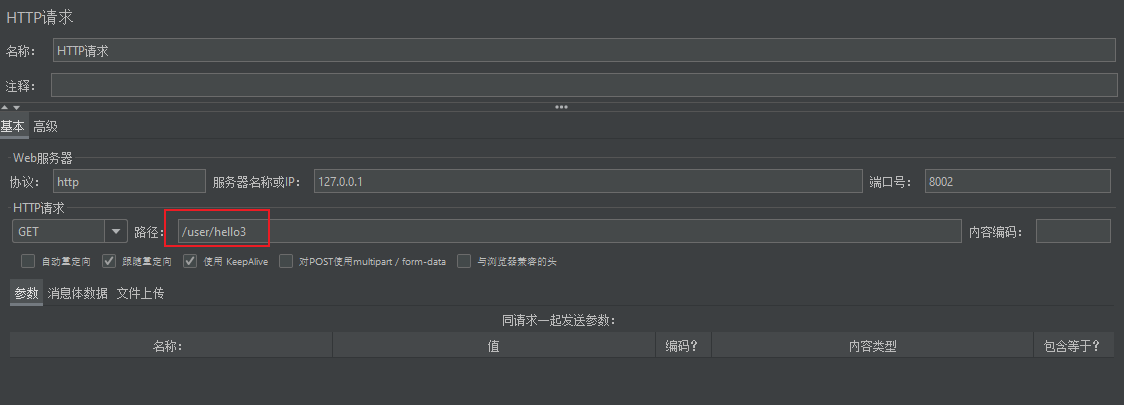 HTTP请求
名称： HTTP请求
注释：
基本 高级
Web服务器
协议： http 服务器名称或IP： 127.0.0.1 端口号： 8002
HTTP请求
GET 路径： /user/hello3 内容编码：
自动重定向 跟随重定向 使用 KeepAlive 对POST使用multipart / form-data 与浏览器兼容的头
参数 消息体数据 文件上传
同请求一起发送参数：
名称： 值 编码？ 内容类型 包含等于？